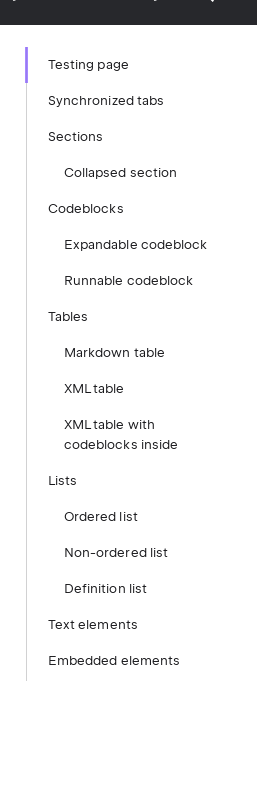 Testing page
Synchronized tabs
Sections
Collapsed section
Codeblocks
Expandable codeblock
Runnable codeblock
Tables
Markdown table
XML table
XML table with
codeblocks inside
Lists
Ordered list
Non-ordered list
Definition list
Text elements
Embedded elements